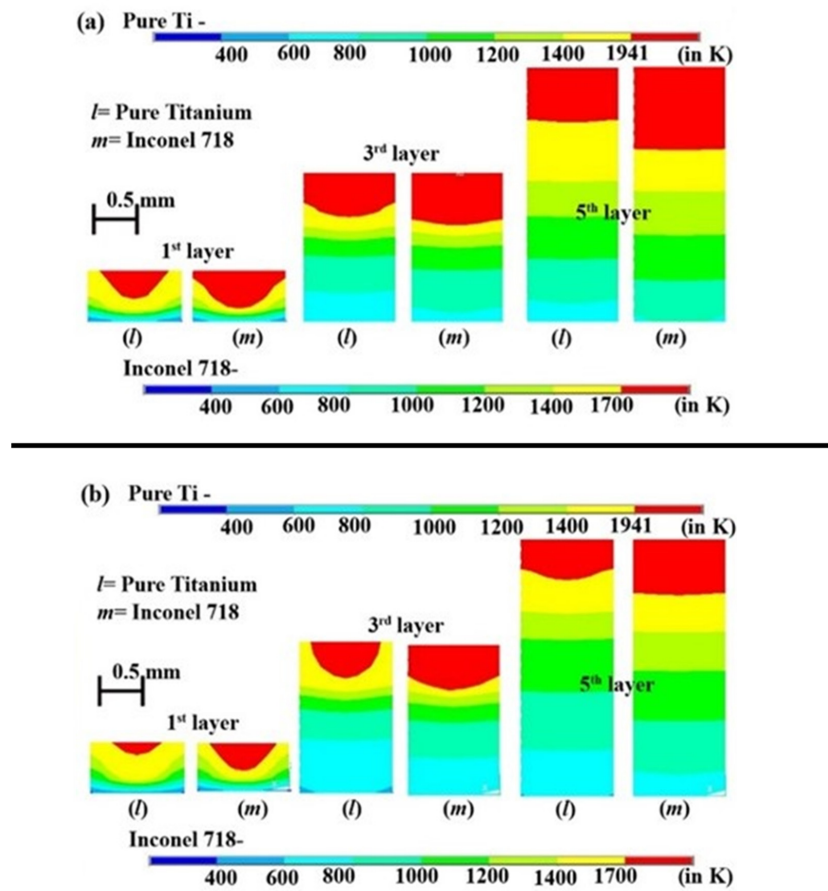 (a) Pure Ti -
400 600 800 1000 1200 1400 1941 (in K)
l= Pure Titanium
m= Inconel 718
3rd layer
0.5 mm
5th layer
1st layer
(l) (m) (l) (m) (l) (m)
Inconel 718-
400 600 800 1000 1200 1400 1700 (in K)
(b) Pure Ti -
400 600 800 1000 1200 1400 1941 (in K)
l= Pure Titanium
m= Inconel 718
3rd layer
0.5 mm
5th layer
1st layer
(l) (m) (l) (m) (l) (m)
Inconel 718-
400 600 800 1000 1200 1400 1700 (in K)